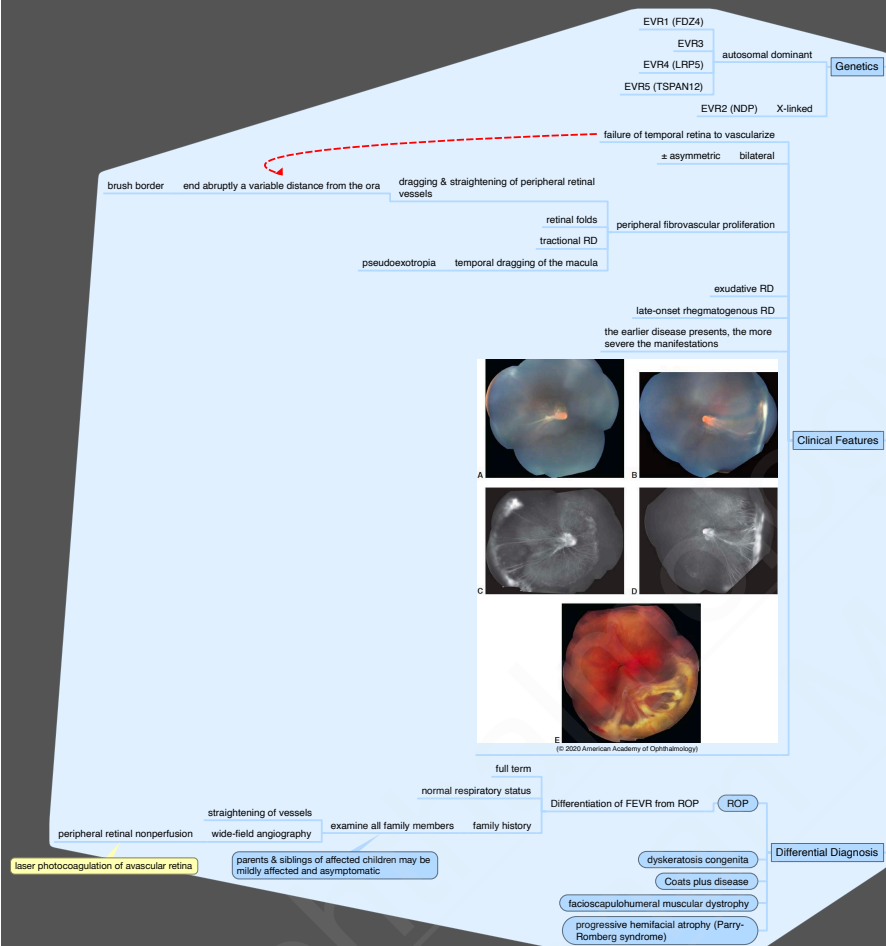 EVR1 (FDZ4)
EVR3
EVR4 (LRP5)
EVR5 (TSPAN12)
autosomal dominant
Genetics
EVR2 (NDP)
X-linked
failure of temporal retina to vascularize
± asymmetric
bilateral
brush border
end abruptly a variable distance from the ora
dragging & straightening of peripheral retinal
vessels
retinal folds
tractional RD
peripheral fibrovascular proliferation
pseudoexotropia
temporal dragging of the macula
exudative RD
late-onset rhegmatogenous RD
the earlier disease presents, the more
severe the manifestations
Clinical Features
A
B
C
D
E
(© 2020 American Academy of Ophthalmology)
full term
normal respiratory status
Differentiation of FEVR from ROP
ROP
straightening of vessels
examine all family members
family history
peripheral retinal nonperfusion
wide-field angiography
laser photocoagulation of avascular retina
parents & siblings of affected children may be
mildly affected and asymptomatic
Differential Diagnosis
dyskeratosis congenita
Coats plus disease
facioscapulohumeral muscular dystrophy
progressive hemifacial atrophy (Parry-
Romberg syndrome)